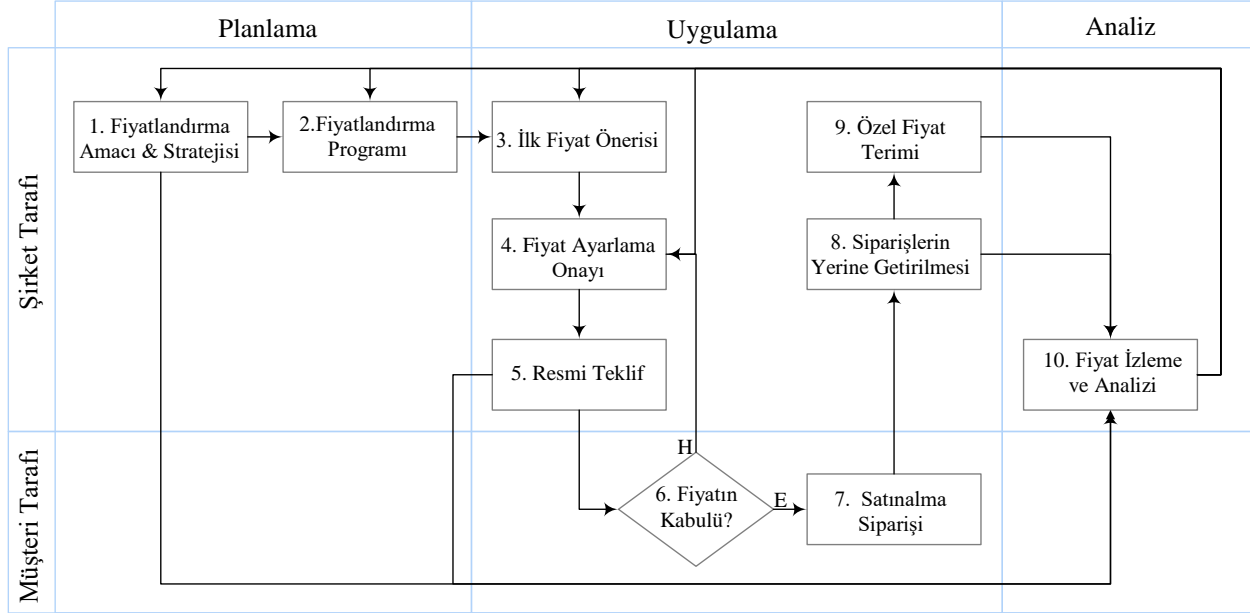 Planlama
Uygulama
Analiz
Şirket Tarafı
1. Fiyatlandırma
Amacı & Stratejisi
2.Fiyatlandırma
Programı
3. İlk Fiyat Önerisi
9. Özel Fiyat
Terimi
4. Fiyat Ayarlama
Onayı
8. Siparişlerin
Yerine Getirilmesi
5. Resmi Teklif
10. Fiyat İzleme
ve Analizi
Müşteri Tarafı
H
6. Fiyatın
Kabulü?
E
7. Satınalma
Siparişi